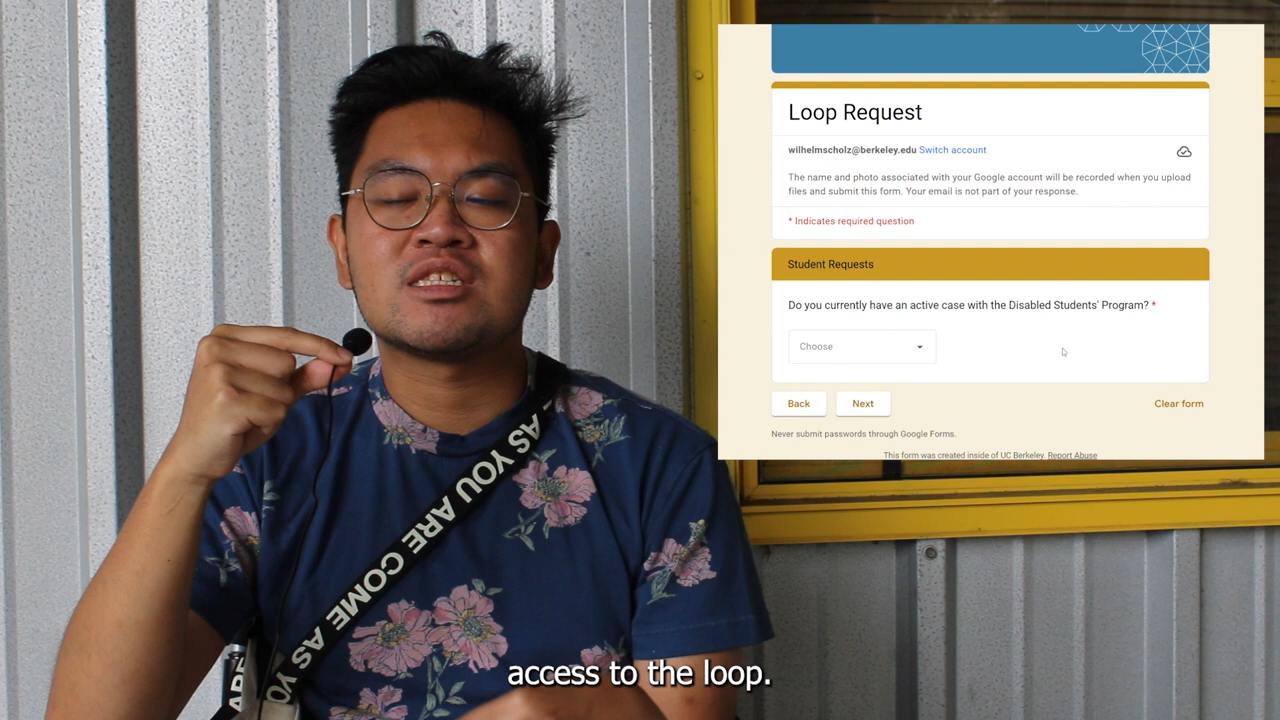 Loop Request
wilhelmscholz@berkeley.edu Switch account
The name and photo associated with your Google account will be recorded when you upload
files and submit this form. Your email is not part of your response.
* Indicates required question
Student Requests
Do you currently have an active case with the Disabled Students' Program? *
Choose
Back Next Clear form
Never submit passwords through Google Forms.
This form was created inside of UC Berkeley. Report Abuse
AS YOU ARE COME AS YO
ARE
access to the loop.